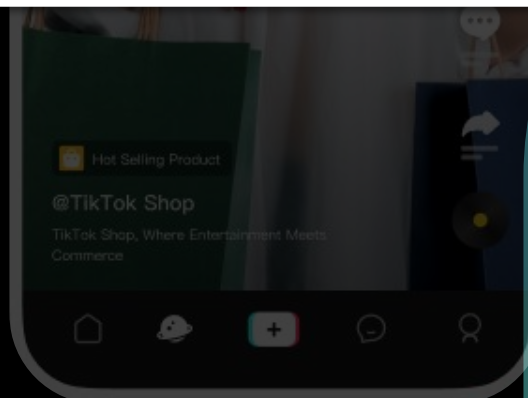 Hot Selling Product
@TikTok Shop
TikTok Shop, Where Entertainment Meets
Commerce